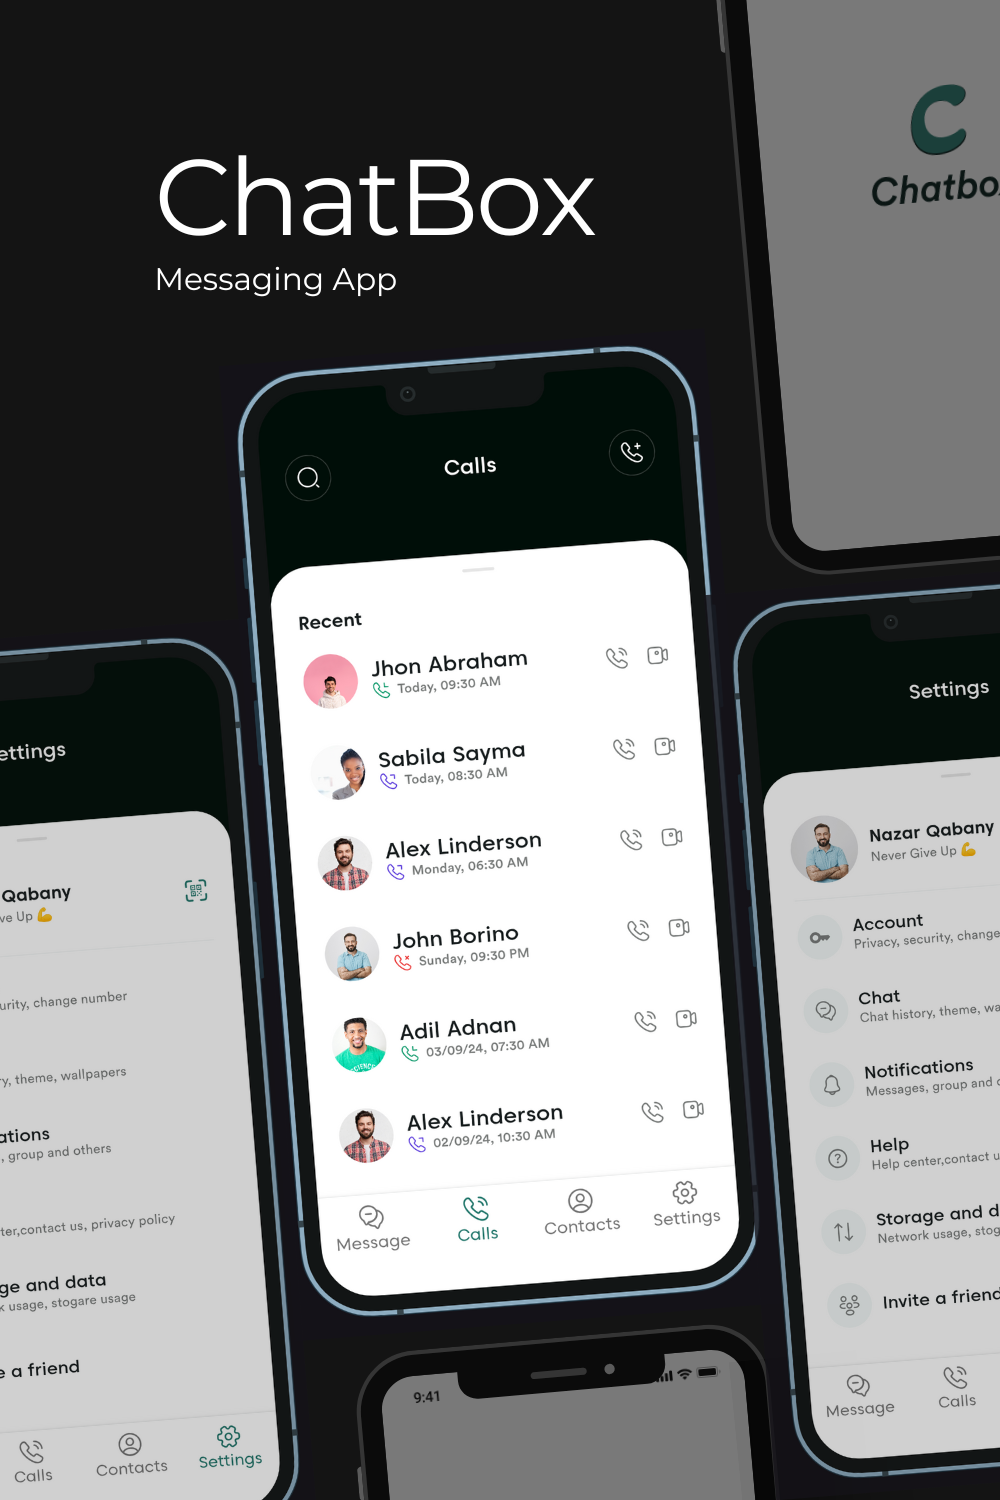 ChatBox
Messaging App
C
Chatbo
Calls
Recent
Jhon Abraham
Today, 09:30 AM
Sabila Sayma
Today, 08:30 AM
Alex Linderson
Monday, 06:30 AM
John Borino
Sunday, 09:30 PM
Adil Adnan
03/09/24, 07:30 AM
SCIENCE
Alex Linderson
02/09/24, 10:30 AM
Message
Calls
Contacts
Settings
ettings
Qabany
ve Up 💪
urity, change number
ry, theme, wallpapers
ations
, group and others
ter,contact us, privacy policy
ge and data
k usage, stogare usage
e a friend
Calls
Contacts
Settings
Settings
Nazar Qabany
Never Give Up 💪
Account
Privacy, security, change
Chat
Chat history, theme, wa
Notifications
Messages, group and o
Help
Help center,contact u
Storage and d
Network usage, stog
Invite a friend
Message
Calls
9:41